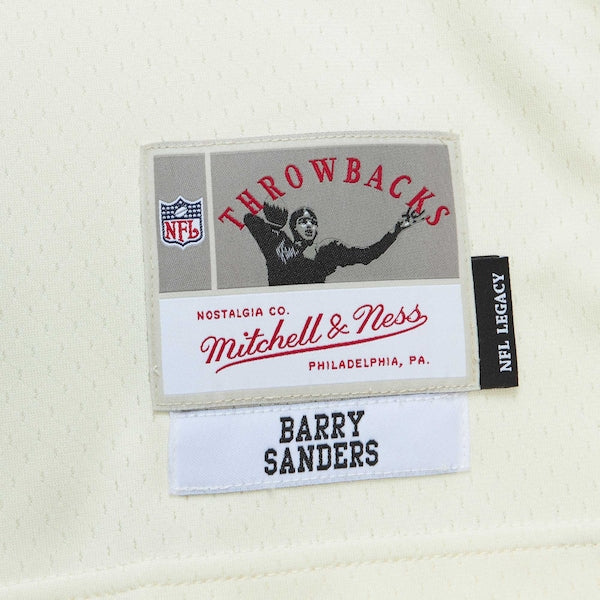 THROWBACKS
NFL
NOSTALGIA CO.
Mitchell & Ness
PHILADELPHIA, PA.
NFL LEGACY
BARRY
SANDERS